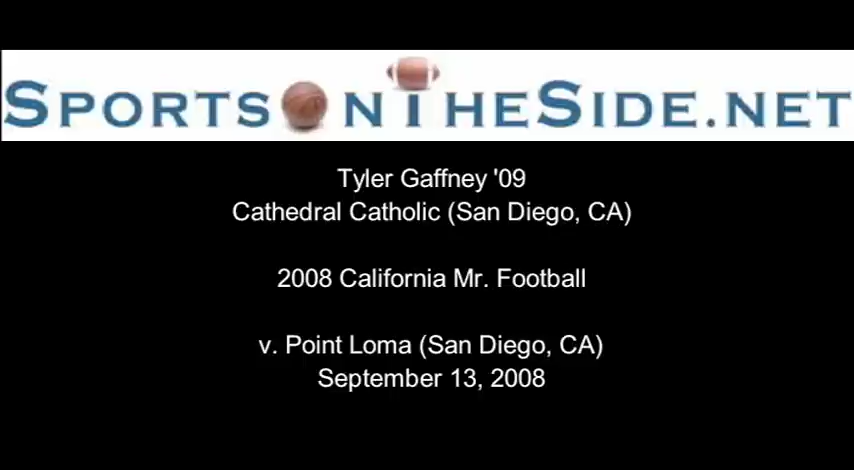 SPORTSONTHESIDE.NET
Tyler Gaffney '09
Cathedral Catholic (San Diego, CA)
2008 California Mr. Football
v. Point Loma (San Diego, CA)
September 13, 2008